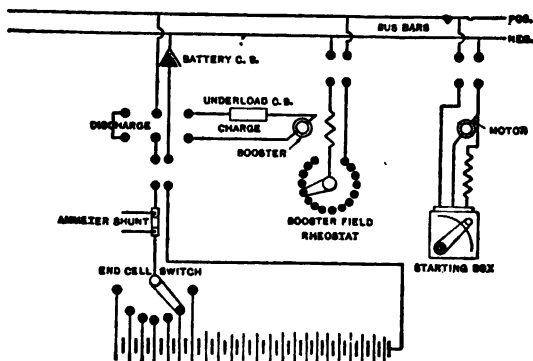 POS.
BUS BARS
NEG.
BATTERY C. B.
UNDERLOAD C. B.
DISCHARGE
CHARGE
MOTOR
BOOSTER
AMMETER SHUNT
BOOSTER FIELD
RHEOSTAT
END CELL SWITCH
STARTING BOX